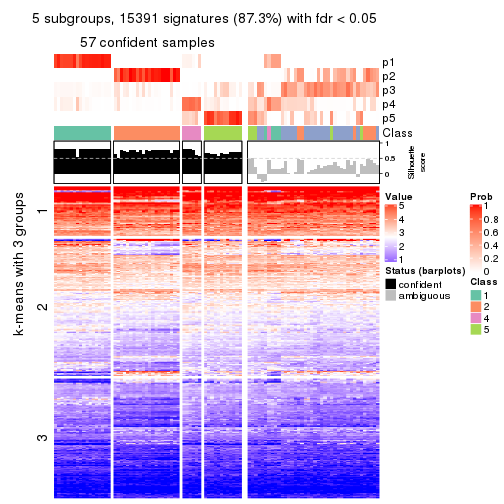 5 subgroups, 15391 signatures (87.3%) with fdr < 0.05
57 confident samples
p1
p2
p3
p4
p5
Class
1
0.5
0
Silhouette
score
k-means with 3 groups
1
2
3
Value
5
4
3
2
1
Status (barplots)
confident
ambiguous
Prob
1
0.8
0.6
0.4
0.2
0
Class
1
2
4
5